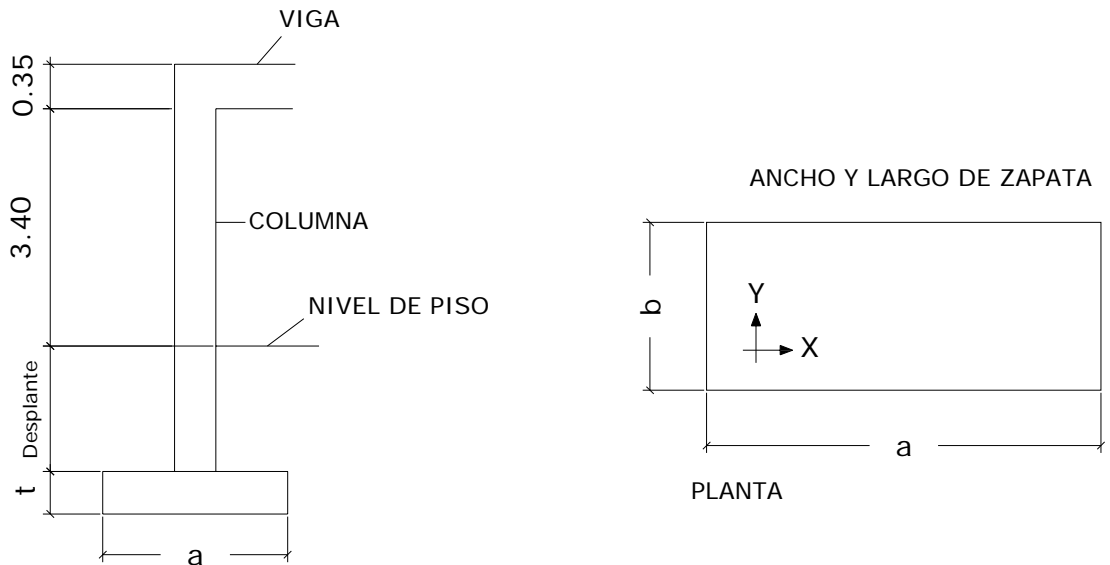 VIGA
0.35
3.40
COLUMNA
NIVEL DE PISO
Desplante
t
a
ANCHO Y LARGO DE ZAPATA
b
Y
X
a
PLANTA